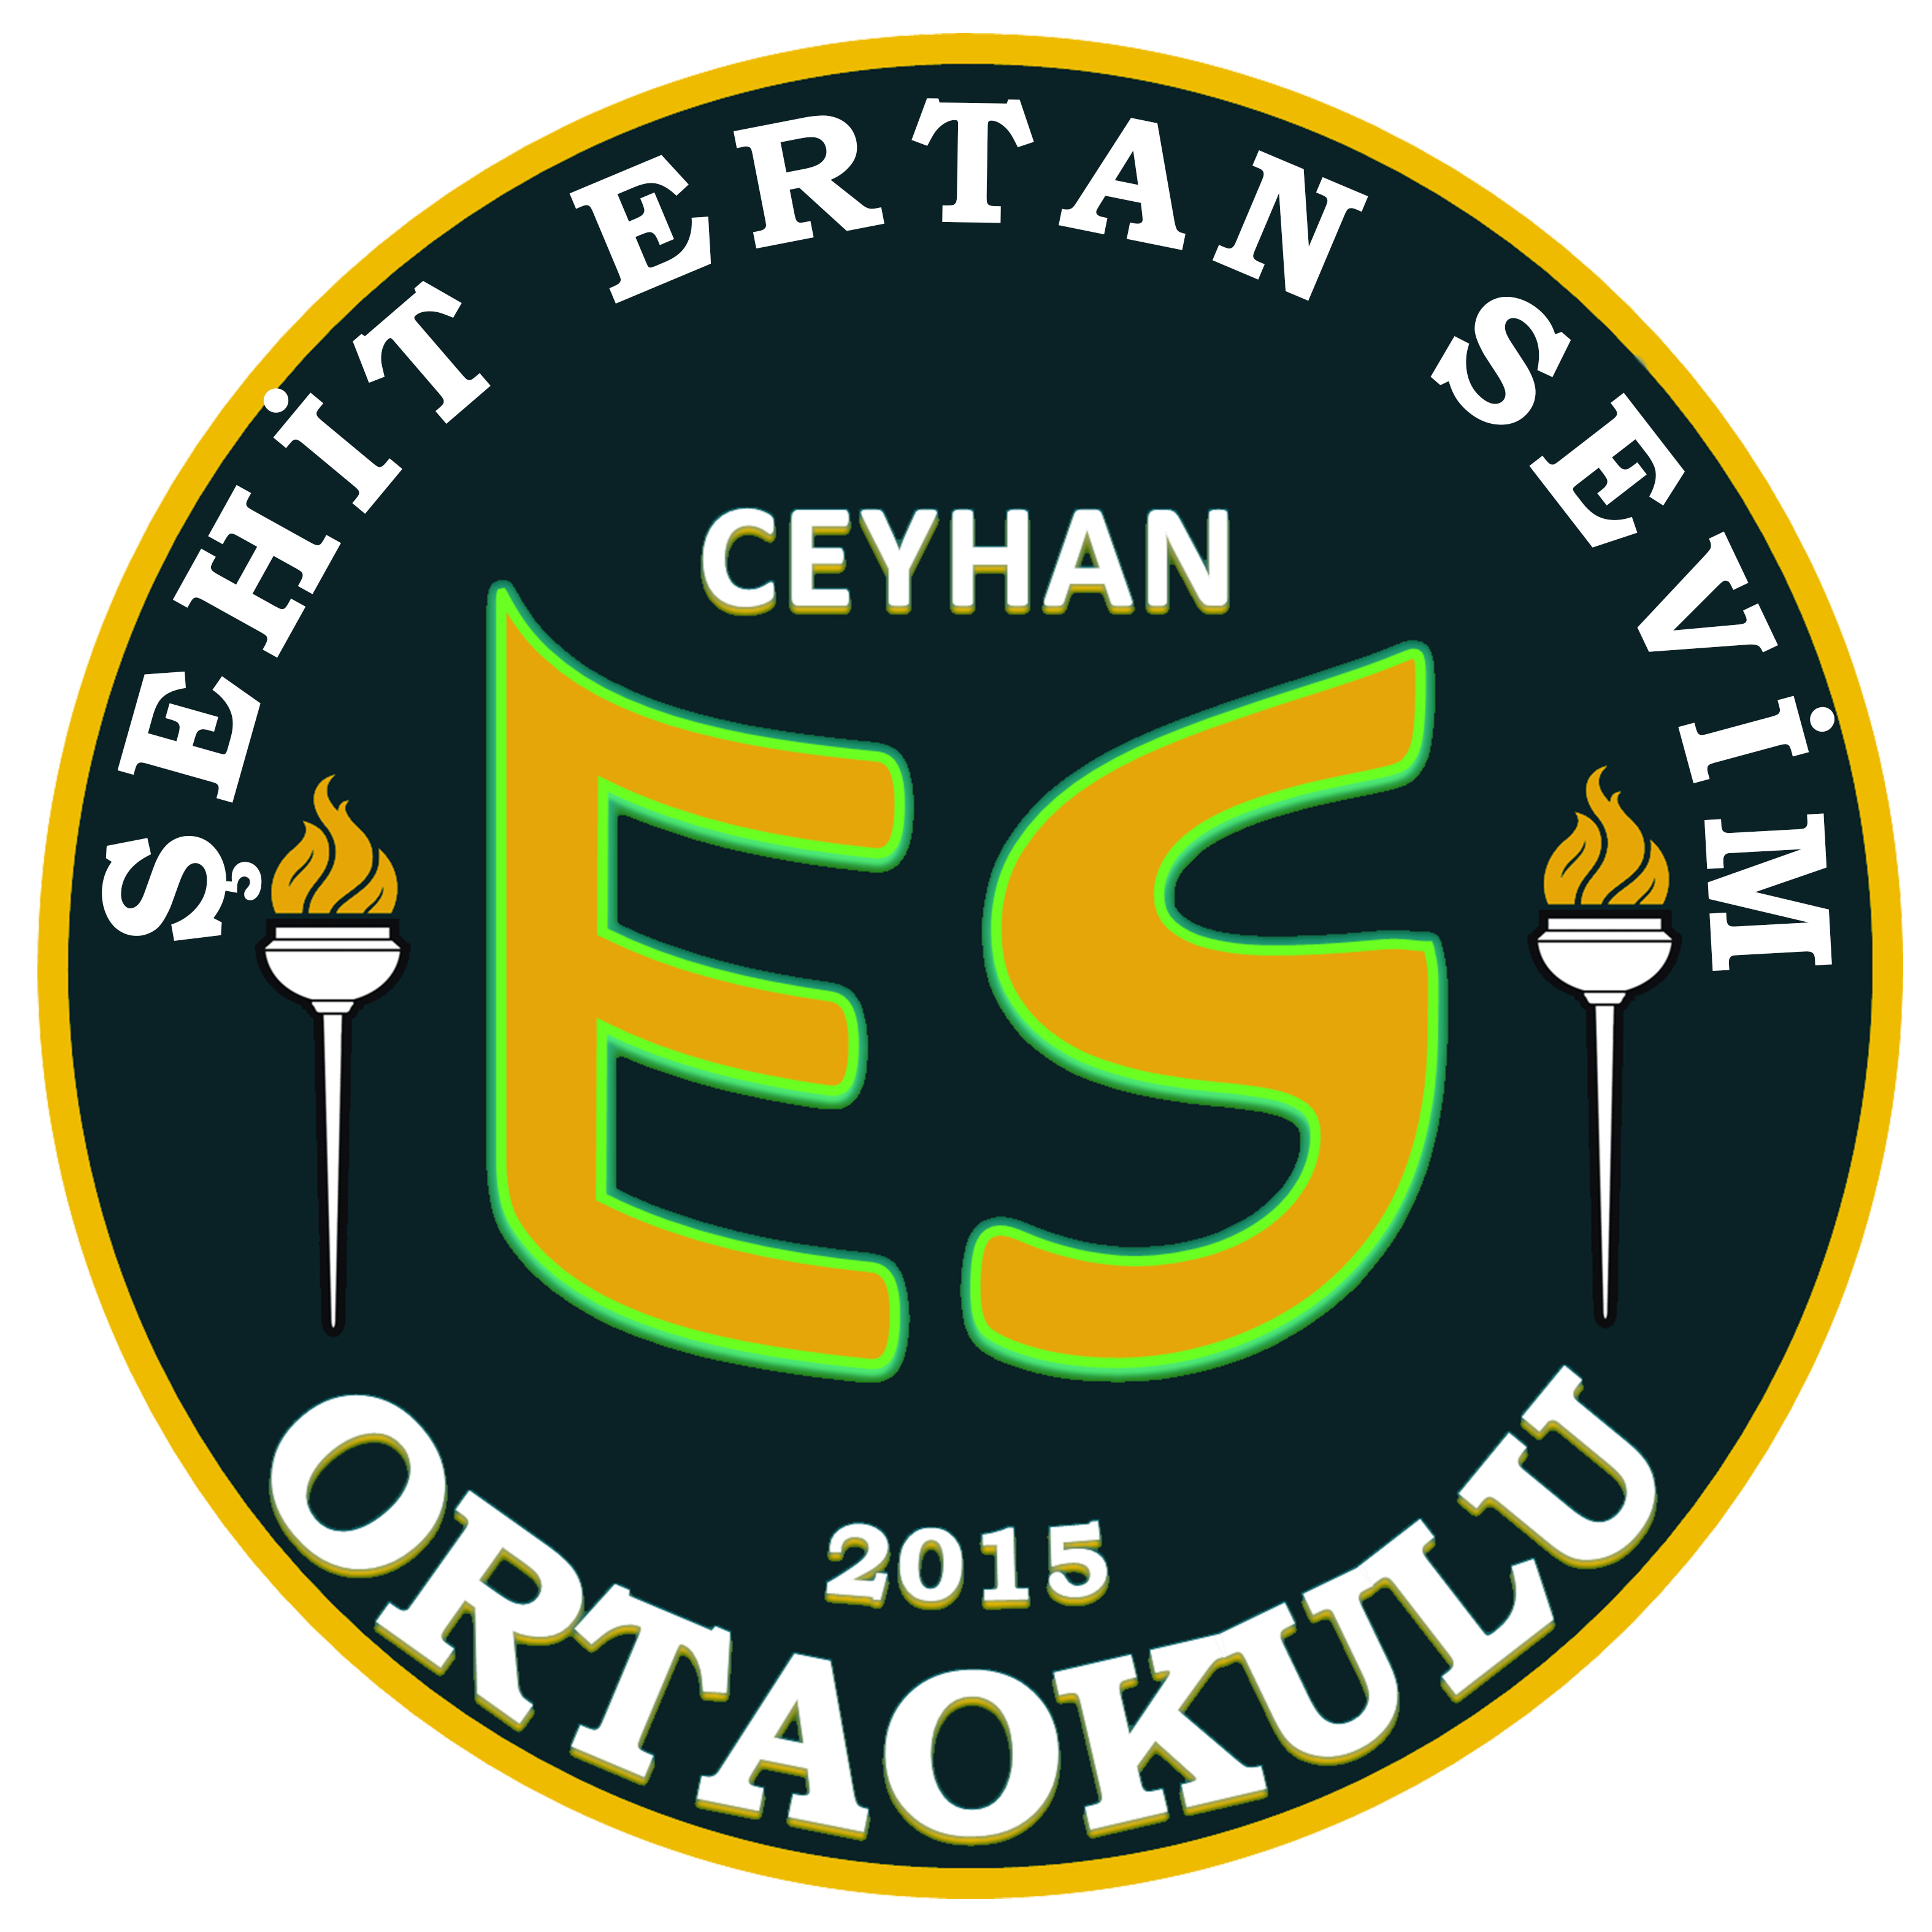 ŞEHİT ERTAN SEVİM
CEYHAN
ES
2015
ORTAOKULU